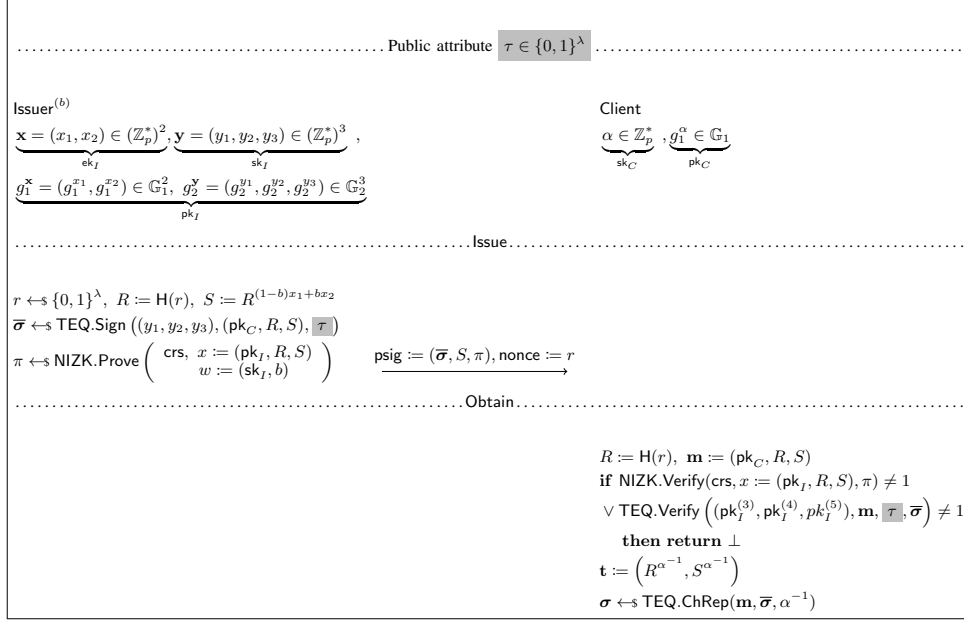 Public attribute τ ∈ {0, 1}^λ
Issuer^(b) Client
x = (x_1, x_2) ∈ (ℤ_p^*)^2, y = (y_1, y_2, y_3) ∈ (ℤ_p^*)^3 , α ∈ ℤ_p^* , g_1^α ∈ 𝔾_1
ek_I sk_I sk_C pk_C
g_1^x = (g_1^{x_1}, g_1^{x_2}) ∈ 𝔾_1^2, g_2^y = (g_2^{y_1}, g_2^{y_2}, g_2^{y_3}) ∈ 𝔾_2^3
pk_I
Issue
r ←$ {0, 1}^λ, R := H(r), S := R^{(1−b)x_1+bx_2}
σ̅ ←$ TEQ.Sign ((y_1, y_2, y_3), (pk_C, R, S), τ)
π ←$ NIZK.Prove ( crs, x := (pk_I, R, S) w := (sk_I, b) ) psig := (σ̅, S, π), nonce := r
Obtain
R := H(r), m := (pk_C, R, S)
if NIZK.Verify(crs, x := (pk_I, R, S), π) ≠ 1
∨ TEQ.Verify ((pk_I^(3), pk_I^(4), pk_I^(5)), m, τ, σ̅) ≠ 1
then return ⊥
t := (R^{α^{−1}}, S^{α^{−1}})
σ ←$ TEQ.ChRep(m, σ̅, α^{−1})